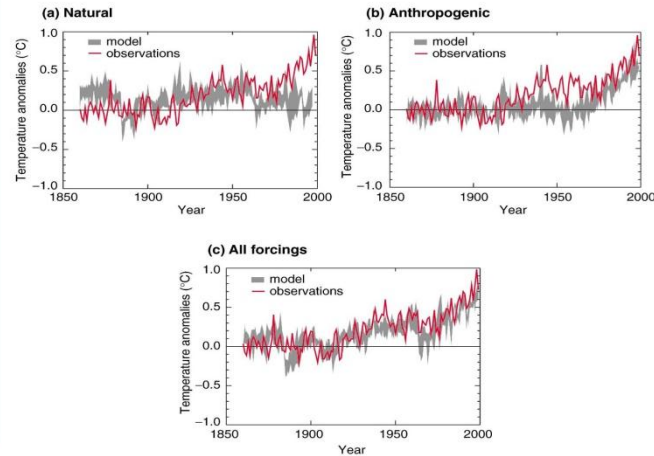 (a) Natural
Temperature anomalies (°C)
1.0
0.5
0.0
−0.5
−1.0
model
observations
1850
1900
1950
2000
Year
(b) Anthropogenic
Temperature anomalies (°C)
1.0
0.5
0.0
−0.5
−1.0
model
observations
1850
1900
1950
2000
Year
(c) All forcings
Temperature anomalies (°C)
1.0
0.5
0.0
−0.5
−1.0
model
observations
1850
1900
1950
2000
Year